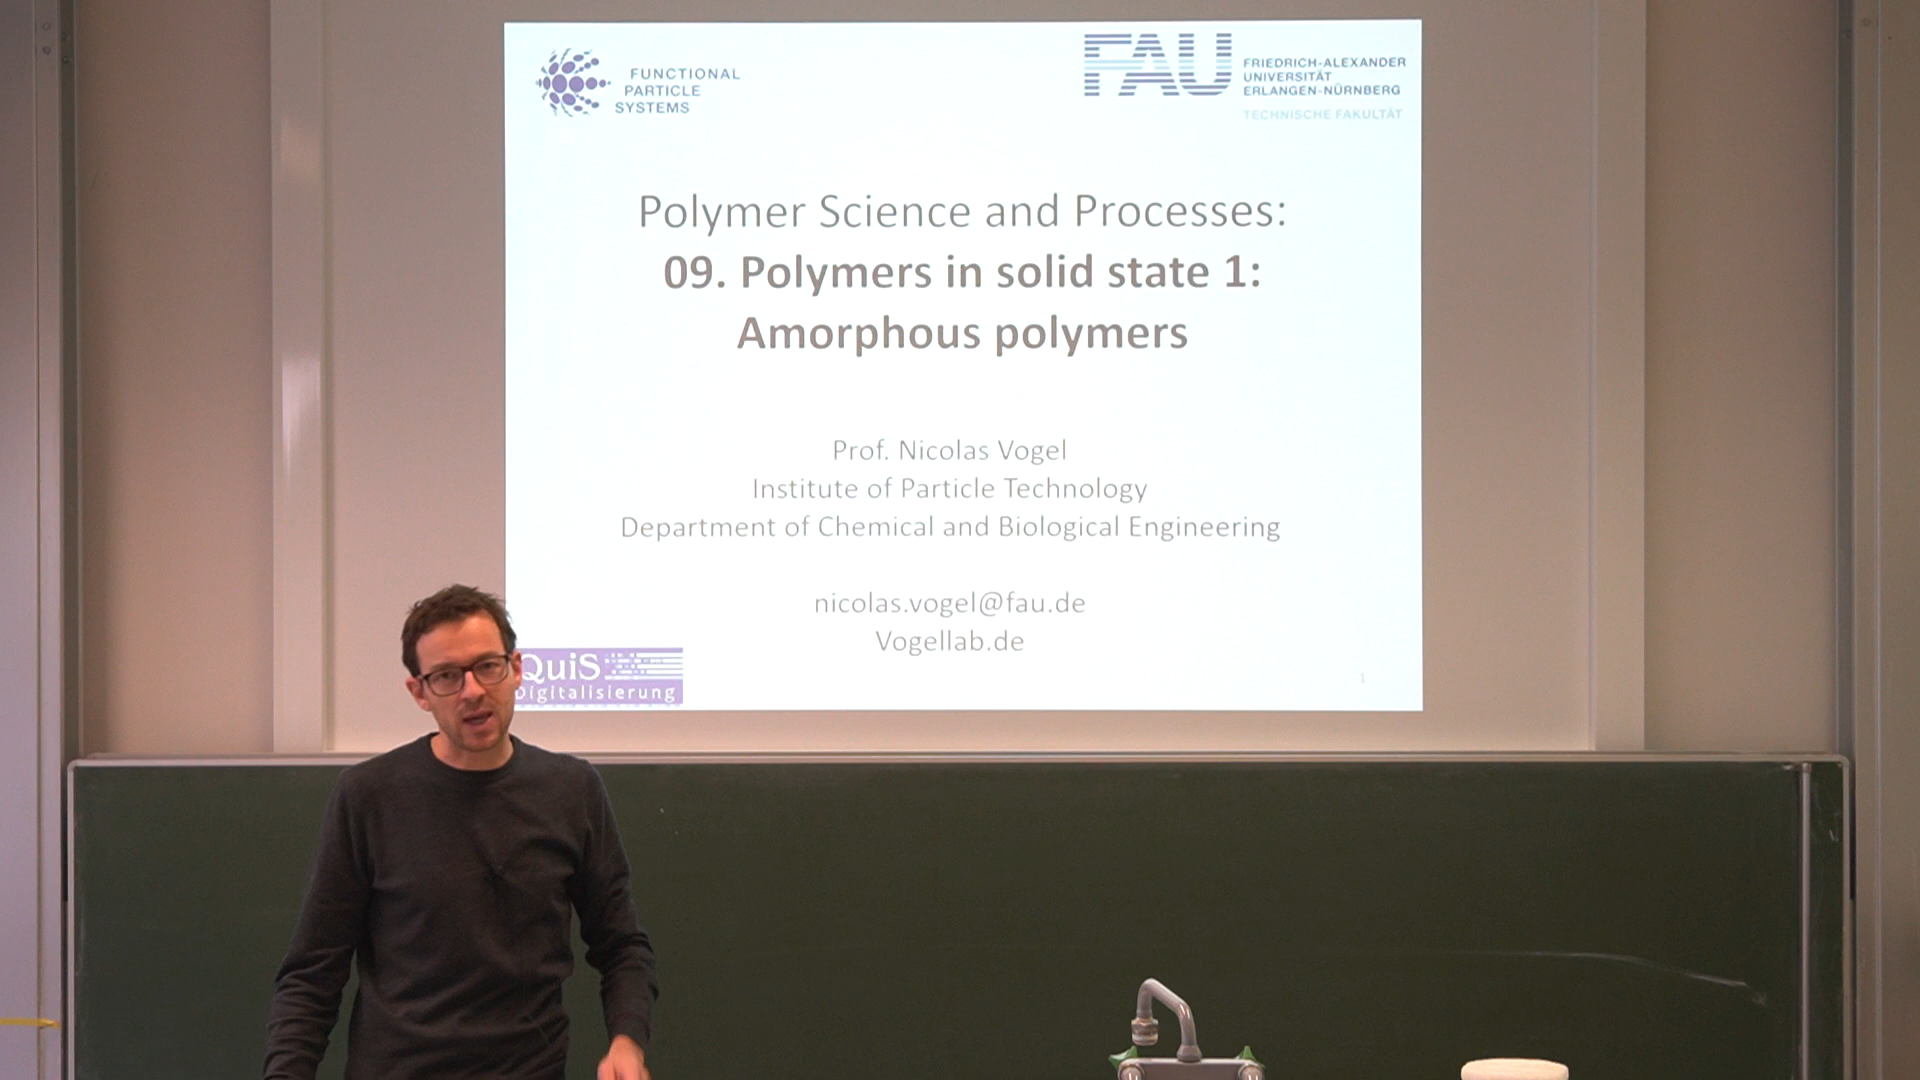 FUNCTIONAL
PARTICLE
SYSTEMS
FAU
FRIEDRICH-ALEXANDER
UNIVERSITÄT
ERLANGEN-NÜRNBERG
TECHNISCHE FAKULTÄT
Polymer Science and Processes:
09. Polymers in solid state 1:
Amorphous polymers
Prof. Nicolas Vogel
Institute of Particle Technology
Department of Chemical and Biological Engineering
nicolas.vogel@fau.de
Vogellab.de
QuiS
Digitalisierung
1